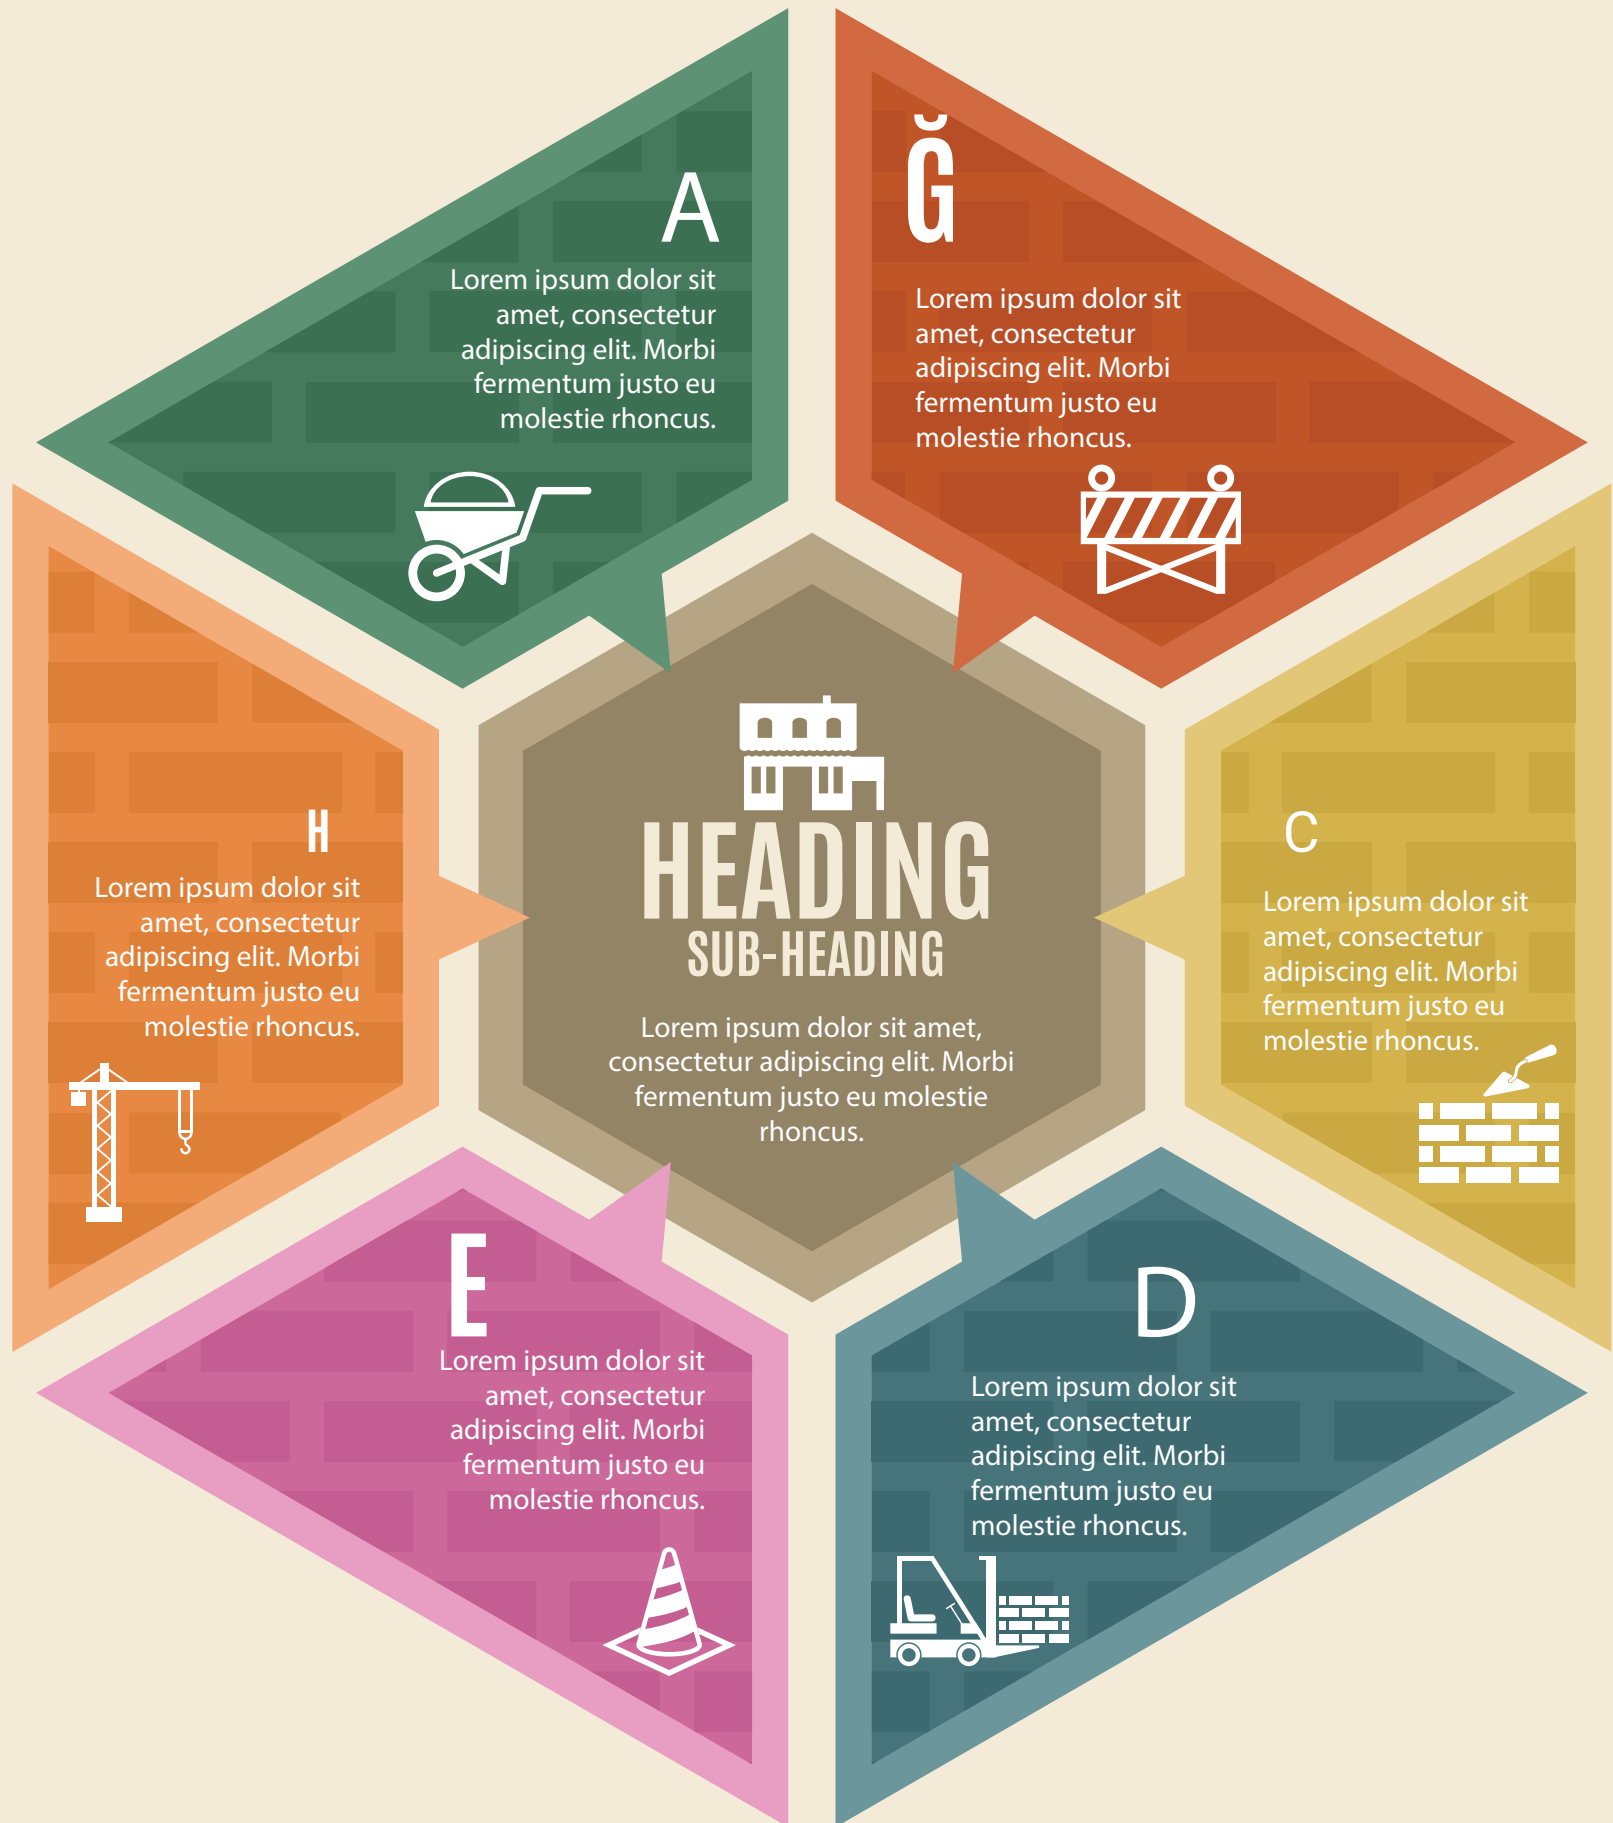 A
Lorem ipsum dolor sit
amet, consectetur
adipiscing elit. Morbi
fermentum justo eu
molestie rhoncus.
Ğ
Lorem ipsum dolor sit
amet, consectetur
adipiscing elit. Morbi
fermentum justo eu
molestie rhoncus.
H
Lorem ipsum dolor sit
amet, consectetur
adipiscing elit. Morbi
fermentum justo eu
molestie rhoncus.
HEADING
SUB-HEADING
Lorem ipsum dolor sit amet,
consectetur adipiscing elit. Morbi
fermentum justo eu molestie
rhoncus.
C
Lorem ipsum dolor sit
amet, consectetur
adipiscing elit. Morbi
fermentum justo eu
molestie rhoncus.
E
Lorem ipsum dolor sit
amet, consectetur
adipiscing elit. Morbi
fermentum justo eu
molestie rhoncus.
D
Lorem ipsum dolor sit
amet, consectetur
adipiscing elit. Morbi
fermentum justo eu
molestie rhoncus.